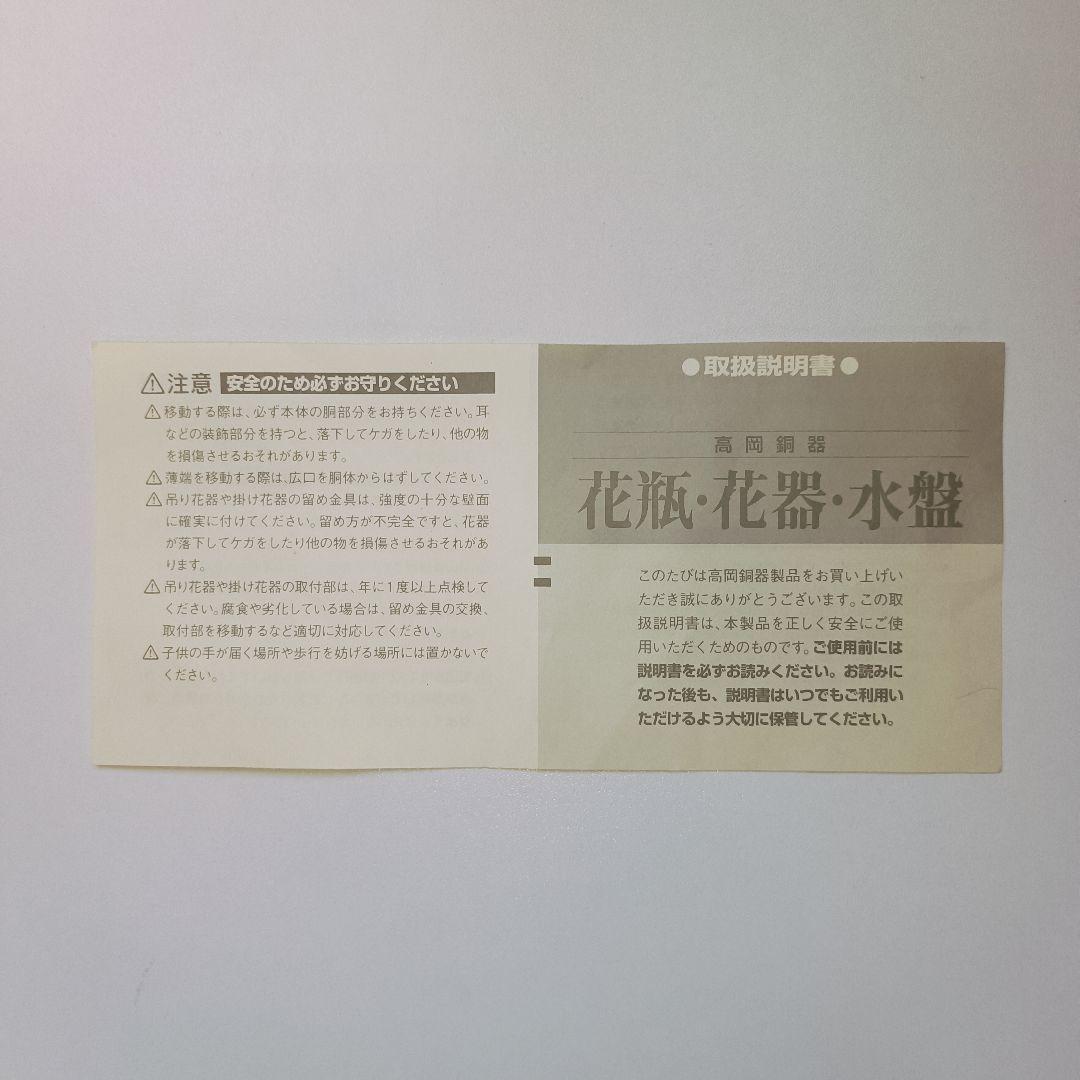 ⚠注意 安全のため必ずお守りください
⚠移動する際は、必ず本体の胴部分をお持ちください。耳
などの装飾部分を持つと、落下してケガをしたり、他の物
を損傷させるおそれがあります。
⚠薄端を移動する際は、広口を胴体からはずしてください。
⚠吊り花器や掛け花器の留め金具は、強度の十分な壁面
に確実に付けてください。留め方が不完全ですと、花器
が落下してケガをしたり他の物を損傷させるおそれがあ
ります。
⚠吊り花器や掛け花器の取付部は、年に1度以上点検して
ください。腐食や劣化している場合は、留め金具の交換、
取付部を移動するなど適切に対応してください。
⚠子供の手が届く場所や歩行を妨げる場所には置かないで
ください。
●取扱説明書●
高岡銅器
花瓶・花器・水盤
このたびは高岡銅器製品をお買い上げい
ただき誠にありがとうございます。この取
扱説明書は、本製品を正しく安全にご使
用いただくためのものです。ご使用前には
説明書を必ずお読みください。お読みに
なった後も、説明書はいつでもご利用い
ただけるよう大切に保管してください。